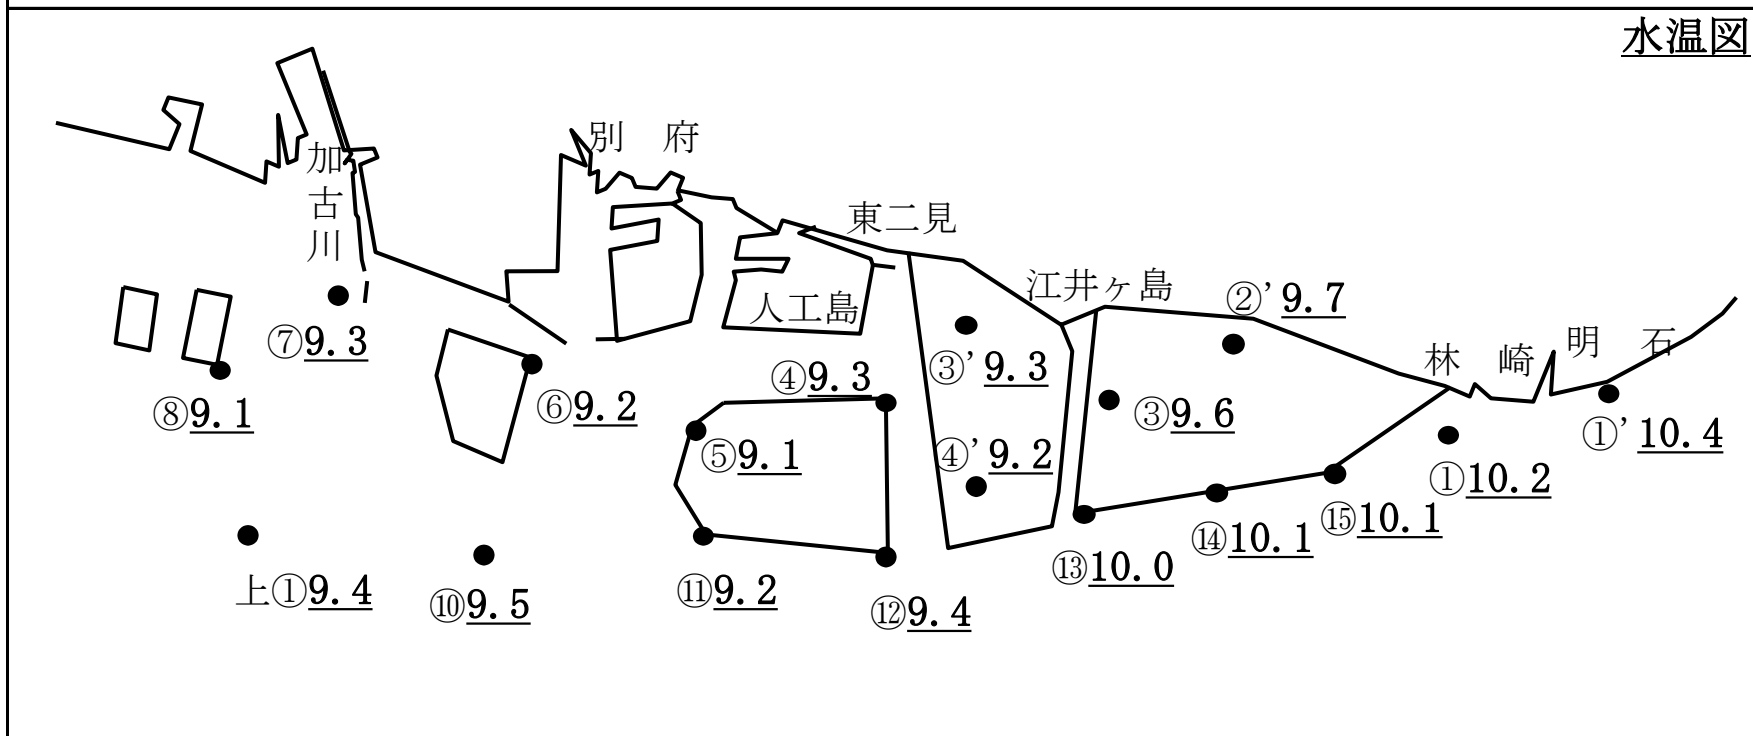 水温図
別 府
加古川
東二見
江井ヶ島
人工島
②' 9.7
⑦9.3
③' 9.3
林 崎
明 石
④9.3
⑧9.1
⑥9.2
③9.6
①' 10.4
⑤9.1
④' 9.2
①10.2
⑮10.1
⑭10.1
⑬10.0
上①9.4
⑩9.5
⑪9.2
⑫9.4